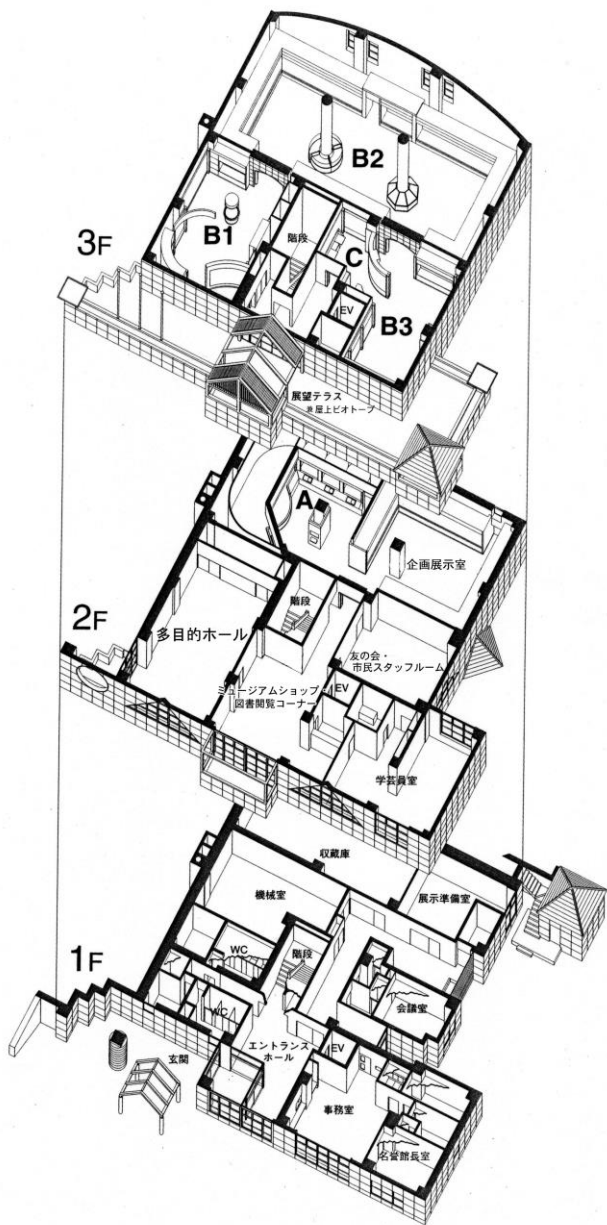 B2
B1
階段
C
3F
EV
B3
展望テラス
兼屋上ビオトープ
A
企画展示室
階段
2F
多目的ホール
友の会・
市民スタッフルーム
ミュージアムショップ・
図書閲覧コーナー
EV
学芸員室
収蔵庫
機械室
展示準備室
1F
WC
階段
WC
会議室
エントランス
ホール
EV
玄関
事務室
名誉館長室